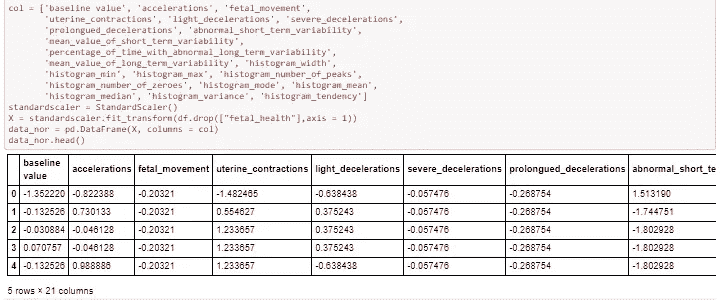 col = ['baseline value', 'accelerations', 'fetal_movement',
'uterine_contractions', 'light_decelerations', 'severe_decelerations',
'prolongued_decelerations', 'abnormal_short_term_variability',
'mean_value_of_short_term_variability',
'percentage_of_time_with_abnormal_long_term_variability',
'mean_value_of_long_term_variability', 'histogram_width',
'histogram_min', 'histogram_max', 'histogram_number_of_peaks',
'histogram_number_of_zeroes', 'histogram_mode', 'histogram_mean',
'histogram_median', 'histogram_variance', 'histogram_tendency']
standardscaler = StandardScaler()
X = standardscaler.fit_transform(df.drop(["fetal_health"],axis = 1))
data_nor = pd.DataFrame(X, columns = col)
data_nor.head()
baseline value accelerations fetal_movement uterine_contractions light_decelerations severe_decelerations prolongued_decelerations abnormal_short_te
0 -1.352220 -0.822388 -0.20321 -1.482465 -0.638438 -0.057476 -0.268754 1.513190
1 -0.132526 0.730133 -0.20321 0.554627 0.375243 -0.057476 -0.268754 -1.744751
2 -0.030884 -0.046128 -0.20321 1.233657 0.375243 -0.057476 -0.268754 -1.802928
3 0.070757 -0.046128 -0.20321 1.233657 0.375243 -0.057476 -0.268754 -1.802928
4 -0.132526 0.988886 -0.20321 1.233657 -0.638438 -0.057476 -0.268754 -1.802928
5 rows × 21 columns